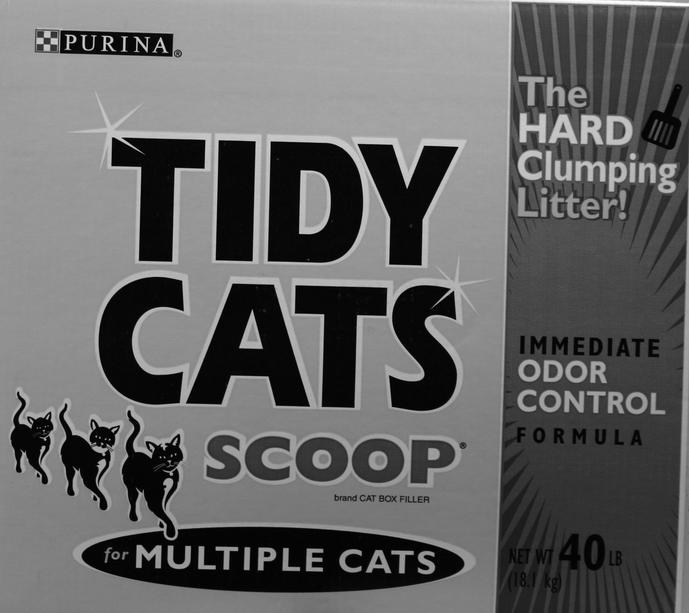 PURINA®
TIDY
CATS
SCOOP®
brand CAT BOX FILLER
for MULTIPLE CATS
The
HARD
Clumping
Litter!
IMMEDIATE
ODOR
CONTROL
FORMULA
NET WT 40 LB
(18.1 kg)